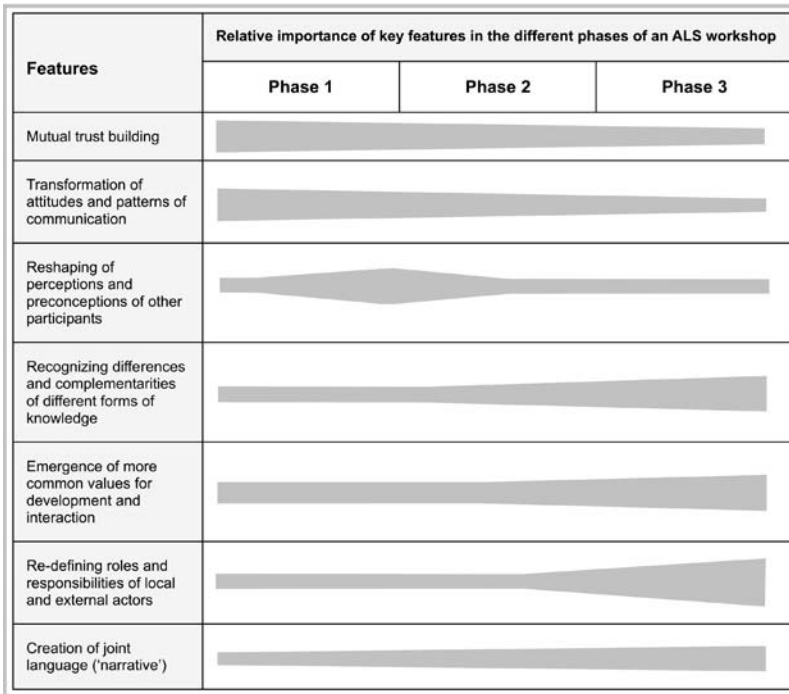 Features
Relative importance of key features in the different phases of an ALS workshop
Phase 1
Phase 2
Phase 3
Mutual trust building
Transformation of
attitudes and patterns of
communication
Reshaping of
perceptions and
preconceptions of other
participants
Recognizing differences
and complementarities
of different forms of
knowledge
Emergence of more
common values for
development and
interaction
Re-defining roles and
responsibilities of local
and external actors
Creation of joint
language (‘narrative’)